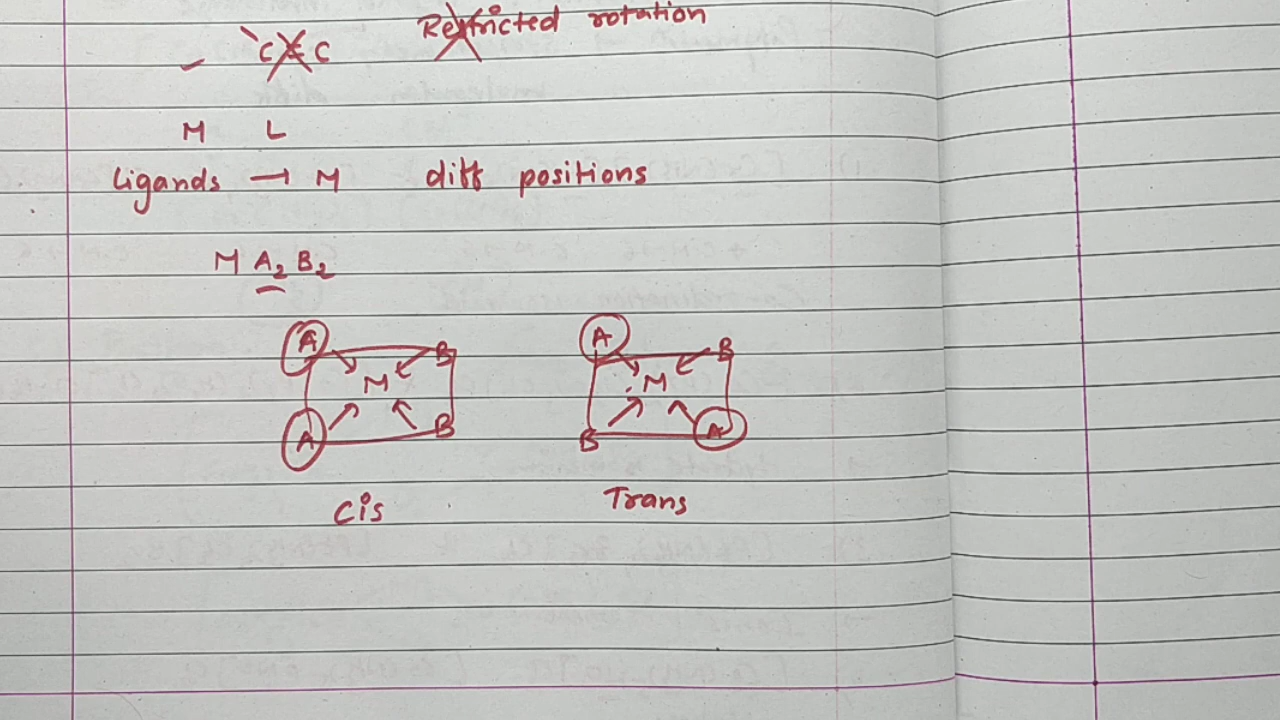 Restricted rotation
C=C
M L
Ligands → M diff positions
M A₂ B₂
A B A B
M M
A B B A
Cis Trans